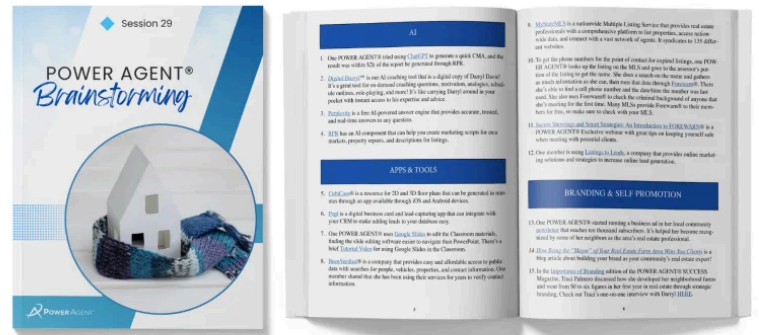 Session 29
POWER AGENT®
Brainstorming
POWERAGENT®
AI
1. One POWER AGENT® tried using ChatGPT to generate a quick CMA, and the
result was within $2k of the report he generated through RPR.
2. Digital Darryl™ is our AI coaching tool that is a digital copy of Darryl Davis!
It's a great tool for on-demand coaching questions, motivation, analogies, sched-
ule outlines, role-playing, and more! It's like carrying Darryl around in your
pocket with instant access to his expertise and advice.
3. Perplexity is a free AI-powered answer engine that provides accurate, trusted,
and real-time answers to any question.
4. RPR has an AI component that can help you create marketing scripts for area
markets, property reports, and descriptions for listings.
APPS & TOOLS
5. CubiCasa® is a resource for 2D and 3D floor plans that can be generated in min-
utes through an app available through iOS and Android devices.
6. Popl is a digital business card and lead-capturing app that can integrate with
your CRM to make adding leads to your database easy.
7. One POWER AGENT® uses Google Slides to edit the Classroom materials,
finding the slide editing software easier to navigate than PowerPoint. There's a
brief Tutorial Video for using Google Slides in the Classroom.
8. BeenVerified® is a company that provides easy and affordable access to public
data with searches for people, vehicles, properties, and contact information. One
member shared that she has been using their services for years to verify contact
information.
9. MyStateMLS is a nationwide Multiple Listing Service that provides real estate
professionals with a comprehensive platform to list properties, access nation-
wide data, and connect with a vast network of agents. It syndicates to 135 differ-
ent websites.
10. To get the phone numbers for the point of contact for expired listings, one POW-
ER AGENT® looks up the listing on the MLS and goes to the assessor's por-
tion of the listing to get the name. She does a search on the name and gathers
as much information as she can, then runs that data through Forewarn®. There
she's able to find a cell phone number and the date/time the number was last
used. She also uses Forewarn® to check the criminal background of anyone that
she's meeting for the first time. Many MLSs provide Forewarn® to their mem-
bers for free, so make sure to check with your MLS.
11. Secure Meetings and Smart Strategies: An Introduction to FOREWARN® is a
POWER AGENT® Exclusive webinar with great tips on keeping yourself safe
when meeting with potential clients.
12. One member is using Listings to Leads, a company that provides online market-
ing solutions and strategies to increase online lead generation.
BRANDING & SELF PROMOTION
13. One POWER AGENT® started running a business ad in her local community
newsletter that reaches ten thousand subscribers. It's helped her become recog-
nized by some of her neighbors as the area's real estate professional.
14. How Being the "Mayor" of Your Real Estate Farm Area Wins You Clients is a
blog article about building your brand as your community's real estate expert!
15. In the Importance of Branding edition of the POWER AGENT® SUCCESS
Magazine, Traci Palmero discussed how she developed her neighborhood farms
and went from $0 to six figures in her first year in real estate through strategic
branding. Check out Traci's one-on-one interview with Darryl HERE.